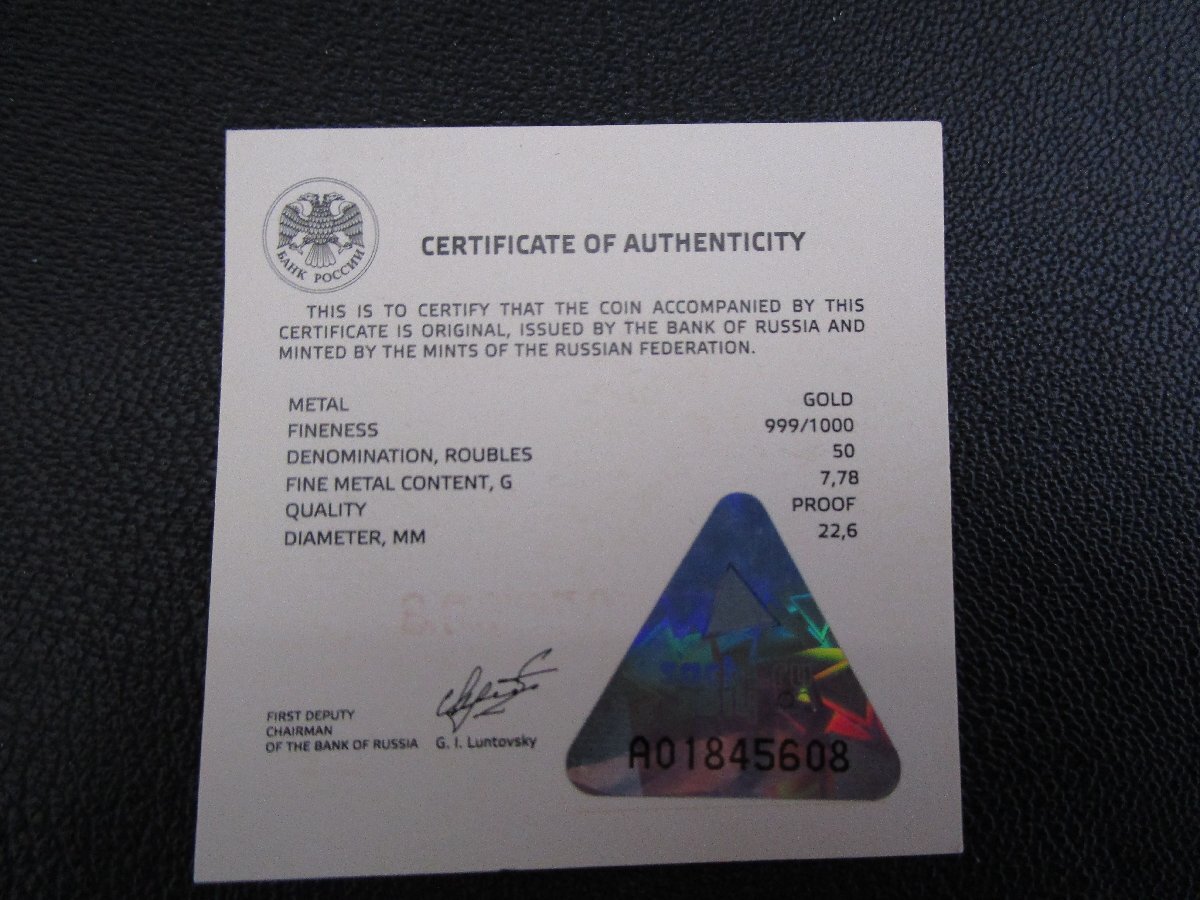 БАНК РОССИИ
CERTIFICATE OF AUTHENTICITY
THIS IS TO CERTIFY THAT THE COIN ACCOMPANIED BY THIS
CERTIFICATE IS ORIGINAL, ISSUED BY THE BANK OF RUSSIA AND
MINTED BY THE MINTS OF THE RUSSIAN FEDERATION.
METAL GOLD
FINENESS 999/1000
DENOMINATION, ROUBLES 50
FINE METAL CONTENT, G 7,78
QUALITY PROOF
DIAMETER, MM 22,6
FIRST DEPUTY
CHAIRMAN
OF THE BANK OF RUSSIA G. I. Luntovsky
A01845608